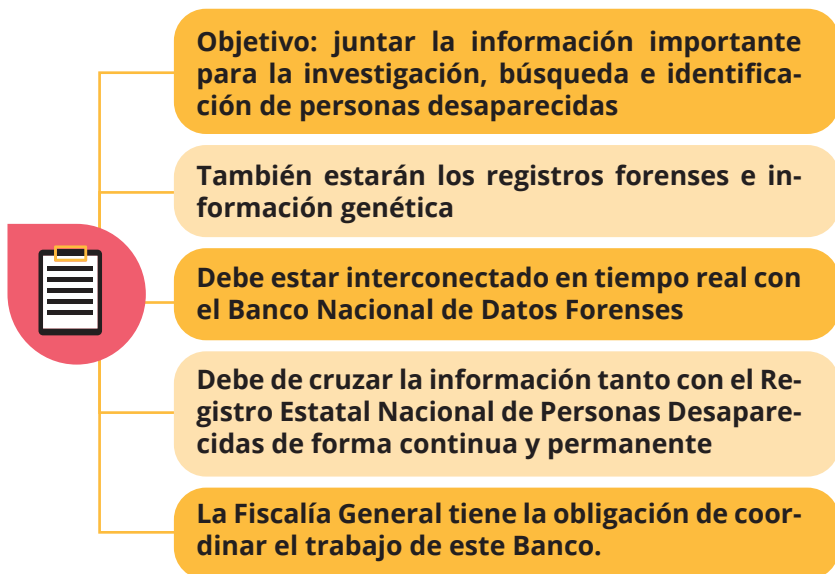 Objetivo: juntar la información importante
para la investigación, búsqueda e identifica-
ción de personas desaparecidas
También estarán los registros forenses e in-
formación genética
Debe estar interconectado en tiempo real con
el Banco Nacional de Datos Forenses
Debe de cruzar la información tanto con el Re-
gistro Estatal Nacional de Personas Desapare-
cidas de forma continua y permanente
La Fiscalía General tiene la obligación de coor-
dinar el trabajo de este Banco.